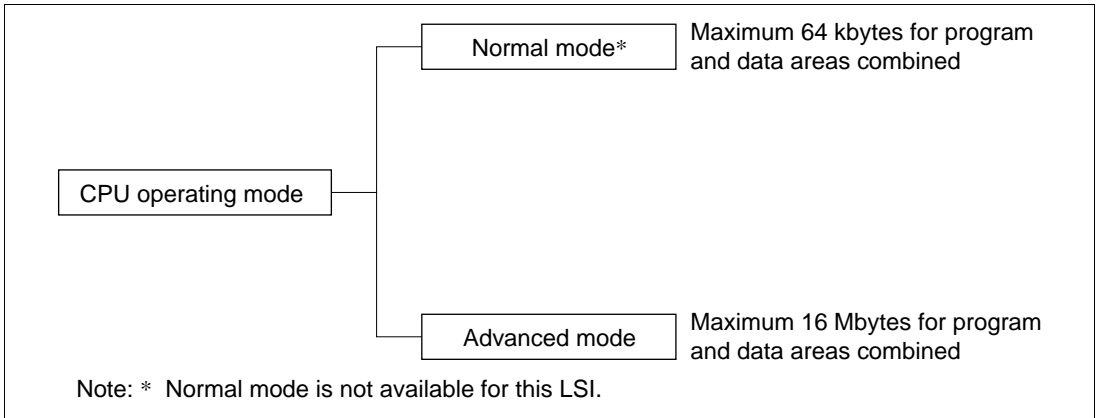 Normal mode*
Maximum 64 kbytes for program
and data areas combined
CPU operating mode
Advanced mode
Maximum 16 Mbytes for program
and data areas combined
Note: * Normal mode is not available for this LSI.